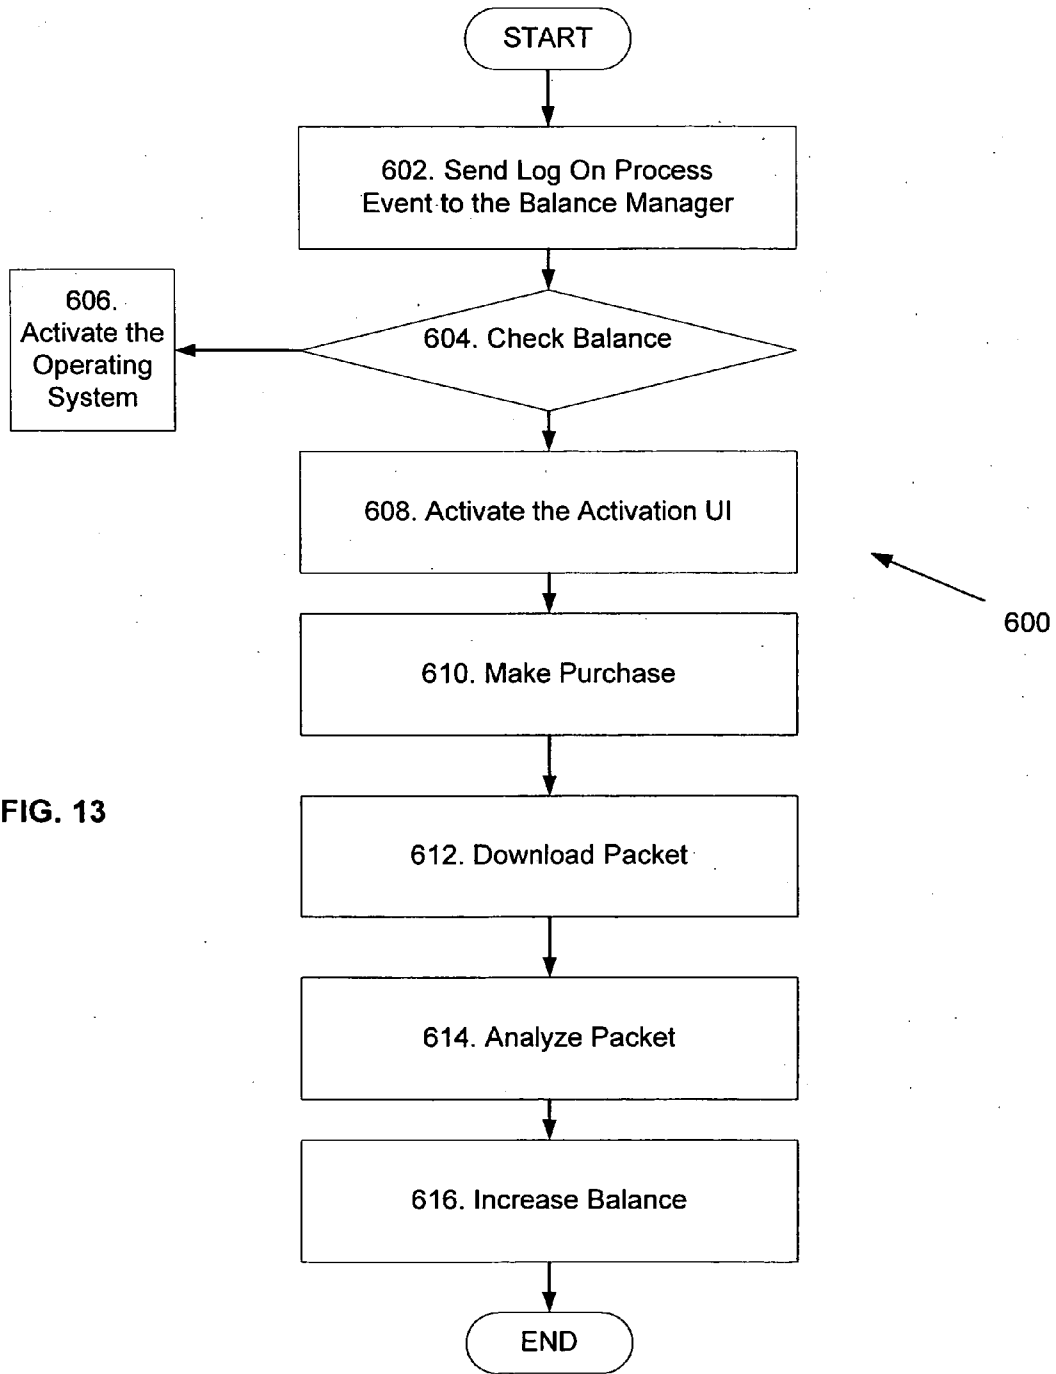 START
602. Send Log On Process
Event to the Balance Manager
606.
Activate the
Operating
System
604. Check Balance
608. Activate the Activation UI
600
610. Make Purchase
FIG. 13
612. Download Packet
614. Analyze Packet
616. Increase Balance
END